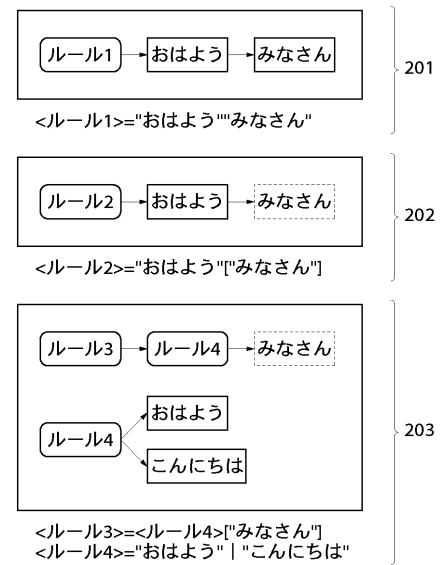 ルール1 おはよう みなさん
201
<ルール1>="おはよう""みなさん"
ルール2 おはよう みなさん
202
<ルール2>="おはよう"["みなさん"]
ルール3 ルール4 みなさん
おはよう
ルール4
こんにちは
203
<ルール3>=<ルール4>["みなさん"]
<ルール4>="おはよう"｜"こんにちは"